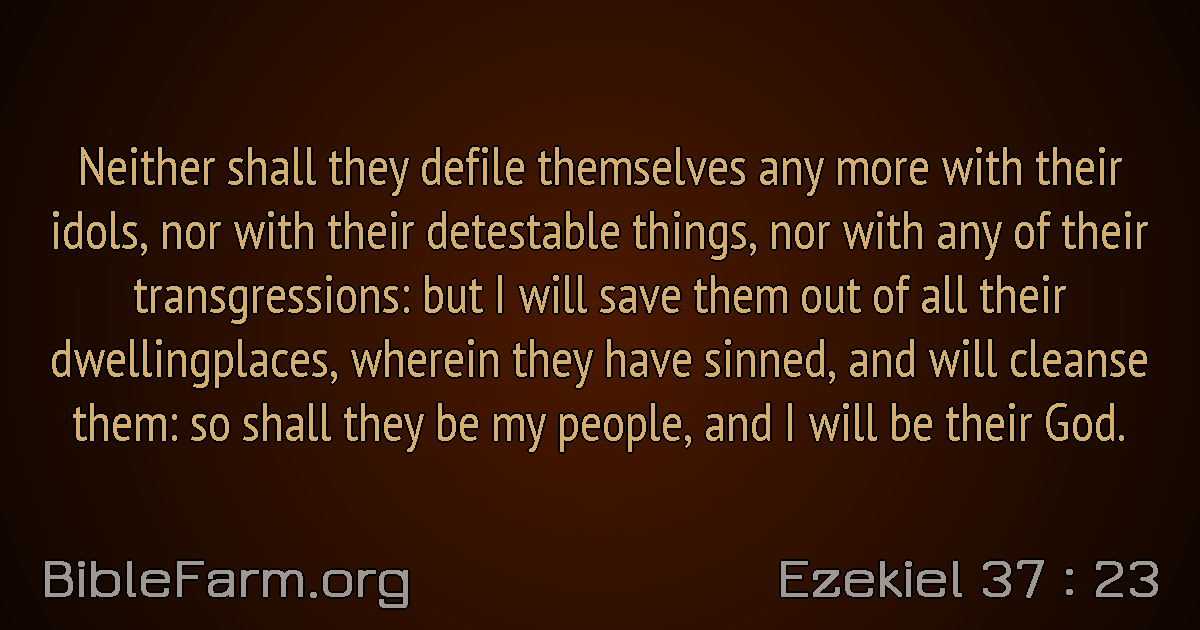 Neither shall they defile themselves any more with their
idols, nor with their detestable things, nor with any of their
transgressions: but I will save them out of all their
dwellingplaces, wherein they have sinned, and will cleanse
them: so shall they be my people, and I will be their God.
BibleFarm.org
Ezekiel 37 : 23